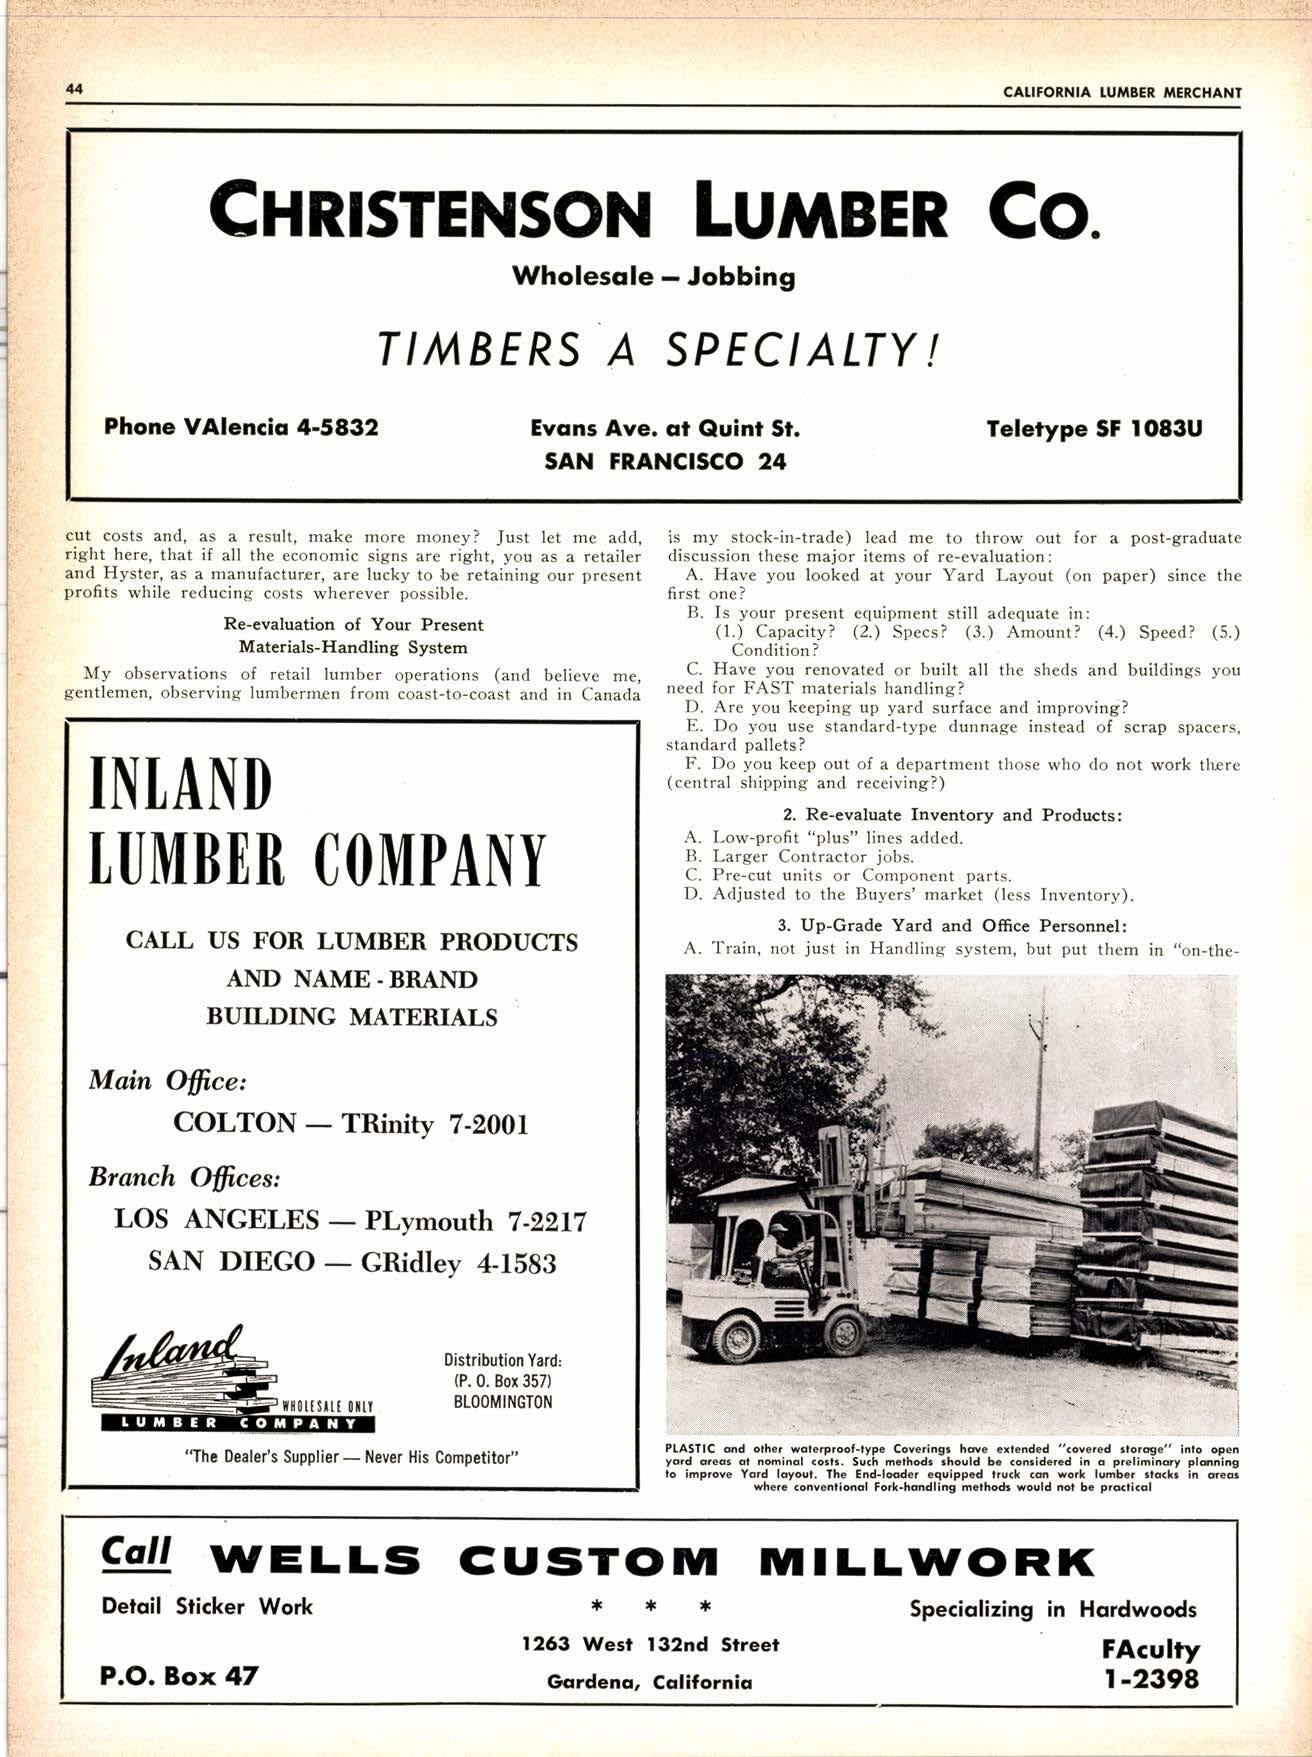 44
CALIFORNIA LUMBER MERCHANT
CHRISTENSON LUMBER CO.
Wholesale — Jobbing
TIMBERS A SPECIALTY!
Phone VAlencia 4-5832
Evans Ave. at Quint St.
SAN FRANCISCO 24
Teletype SF 1083U
cut costs and, as a result, make more money? Just let me add,
right here, that if all the economic signs are right, you as a retailer
and Hyster, as a manufacturer, are lucky to be retaining our present
profits while reducing costs wherever possible.
Re-evaluation of Your Present
Materials-Handling System
My observations of retail lumber operations (and believe me,
gentlemen, observing lumbermen from coast-to-coast and in Canada
is my stock-in-trade) lead me to throw out for a post-graduate
discussion these major items of re-evaluation:
A. Have you looked at your Yard Layout (on paper) since the
first one?
B. Is your present equipment still adequate in:
(1.) Capacity? (2.) Specs? (3.) Amount? (4.) Speed? (5.)
Condition?
C. Have you renovated or built all the sheds and buildings you
need for FAST materials handling?
D. Are you keeping up yard surface and improving?
E. Do you use standard-type dunnage instead of scrap spacers,
standard pallets?
F. Do you keep out of a department those who do not work there
(central shipping and receiving?)
2. Re-evaluate Inventory and Products:
A. Low-profit "plus" lines added.
B. Larger Contractor jobs.
C. Pre-cut units or Component parts.
D. Adjusted to the Buyers' market (less Inventory).
3. Up-Grade Yard and Office Personnel:
A. Train, not just in Handling system, but put them in "on-the-
HYSTER
PLASTIC and other waterproof-type Coverings have extended "covered storage" into open
yard areas at nominal costs. Such methods should be considered in a preliminary planning
to improve Yard layout. The End-loader equipped truck can work lumber stacks in areas
where conventional Fork-handling methods would not be practical
INLAND
LUMBER COMPANY
CALL US FOR LUMBER PRODUCTS
AND NAME - BRAND
BUILDING MATERIALS
Main Office:
COLTON — TRinity 7-2001
Branch Offices:
LOS ANGELES — PLymouth 7-2217
SAN DIEGO — GRidley 4-1583
Inland
WHOLESALE ONLY
LUMBER COMPANY
Distribution Yard:
(P. O. Box 357)
BLOOMINGTON
"The Dealer's Supplier — Never His Competitor"
Call WELLS CUSTOM MILLWORK
Detail Sticker Work
* * *
Specializing in Hardwoods
1263 West 132nd Street
FAculty
P.O. Box 47
Gardena, California
1-2398